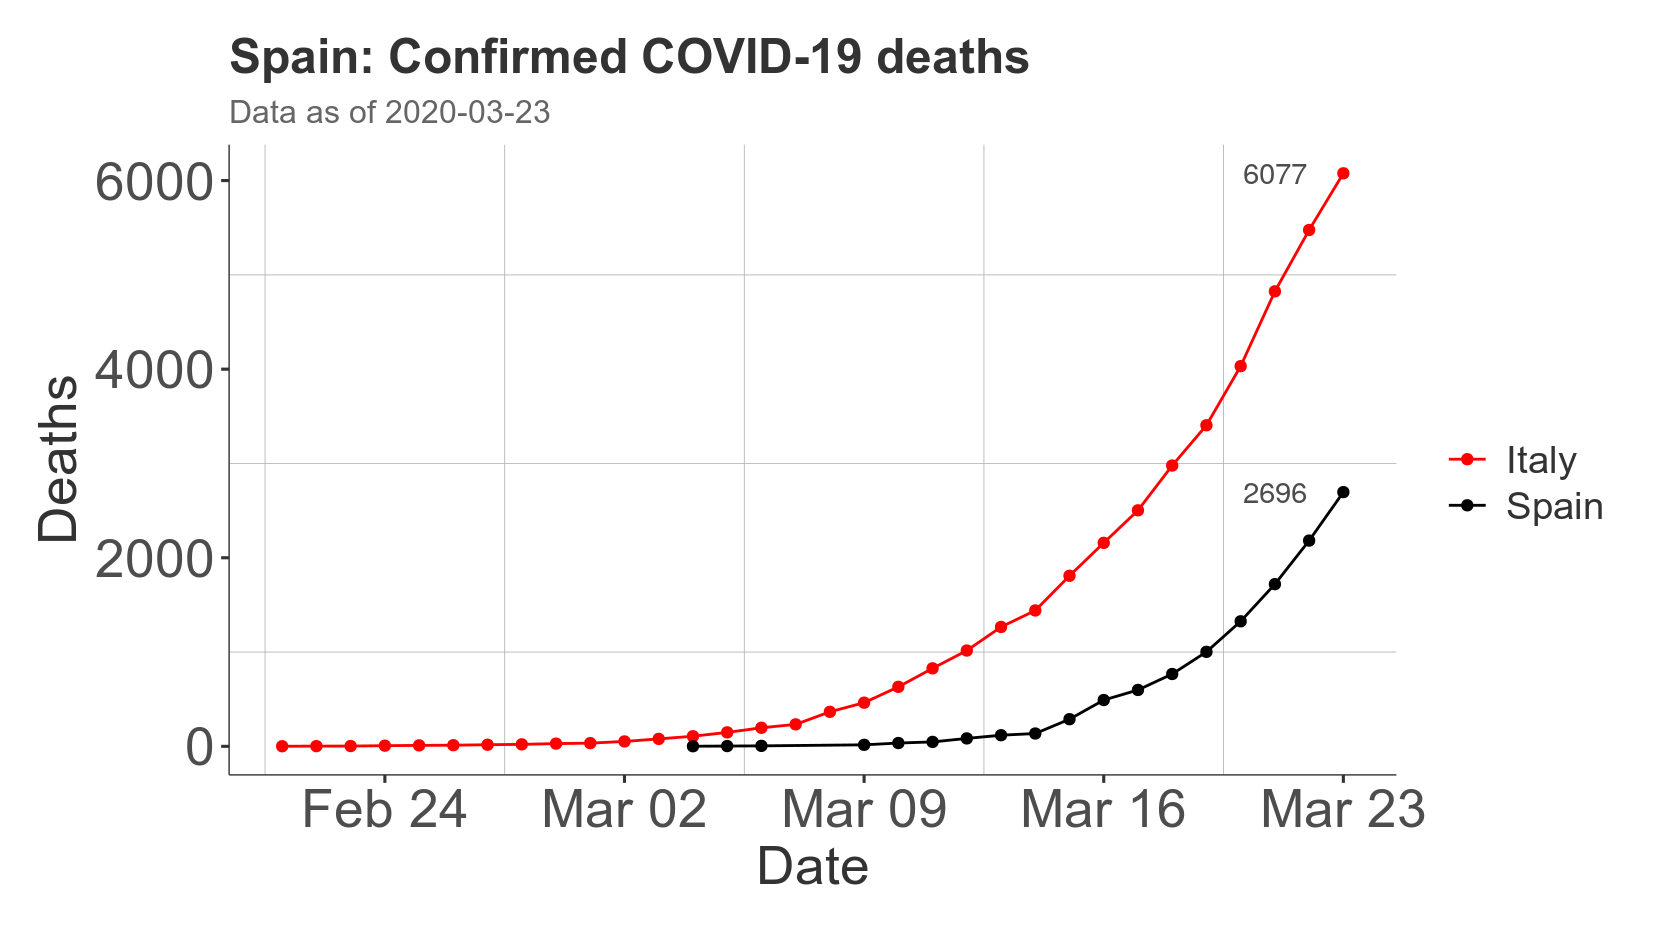 Spain: Confirmed COVID-19 deaths
Data as of 2020-03-23
6000
4000
2000
0
Deaths
6077
2696
Italy
Spain
Feb 24 Mar 02 Mar 09 Mar 16 Mar 23
Date